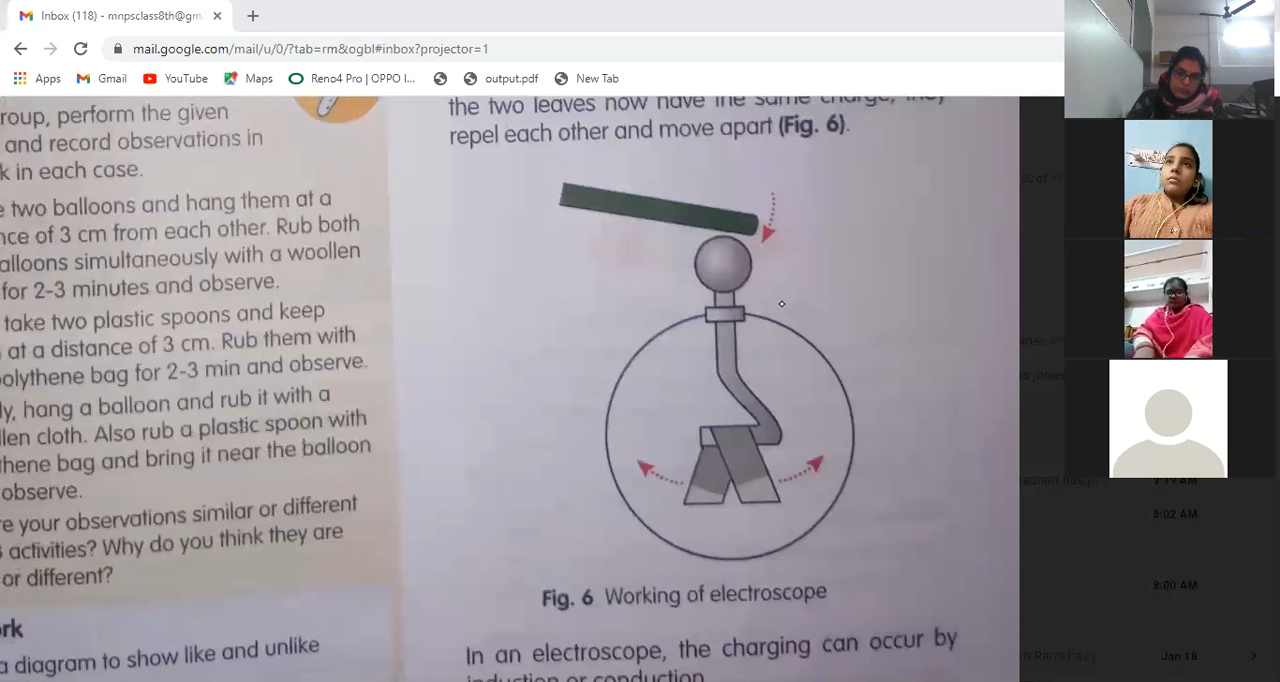 Inbox (118) - mnpsclass8th@gm
mail.google.com/mail/u/0/?tab=rm&ogbl#inbox?projector=1
Apps
Gmail
YouTube
Maps
Reno4 Pro | OPPO I...
output.pdf
New Tab
roup, perform the given
and record observations in
k in each case.
e two balloons and hang them at a
nce of 3 cm from each other. Rub both
alloons simultaneously with a woollen
for 2-3 minutes and observe.
take two plastic spoons and keep
at a distance of 3 cm. Rub them with
olythene bag for 2-3 min and observe.
ly, hang a balloon and rub it with a
llen cloth. Also rub a plastic spoon with
thene bag and bring it near the balloon
observe.
re your observations similar or different
activities? Why do you think they are
or different?
rk
a diagram to show like and unlike
the two leaves now have the same charge, they
repel each other and move apart (Fig. 6).
Fig. 6 Working of electroscope
In an electroscope, the charging can occur by
induction or conduction
8:02 AM
8:00 AM
Jan 18